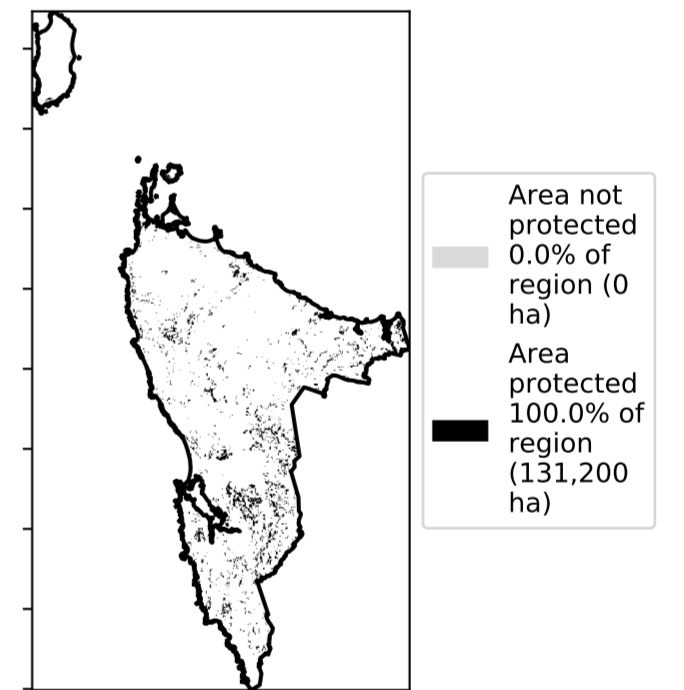 Area not
protected
0.0% of
region (0
ha)
Area
protected
100.0% of
region
(131,200
ha)